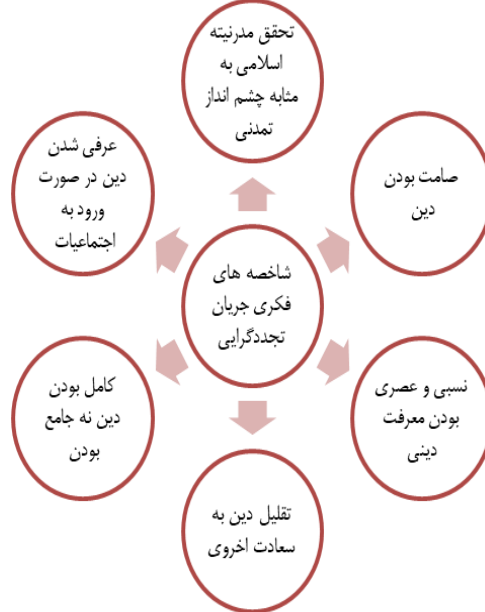 تحقق مدرنیته
اسلامی به
مثابه چشم انداز
تمدنی
صامت بودن
دین
نسبی و عصری
بودن معرفت
دینی
تقلیل دین به
سعادت اخروی
کامل بودن
دین نه جامع
بودن
عرفی شدن
دین در صورت
ورود به
اجتماعیات
شاخصه های
فکری جریان
تجددگرایی